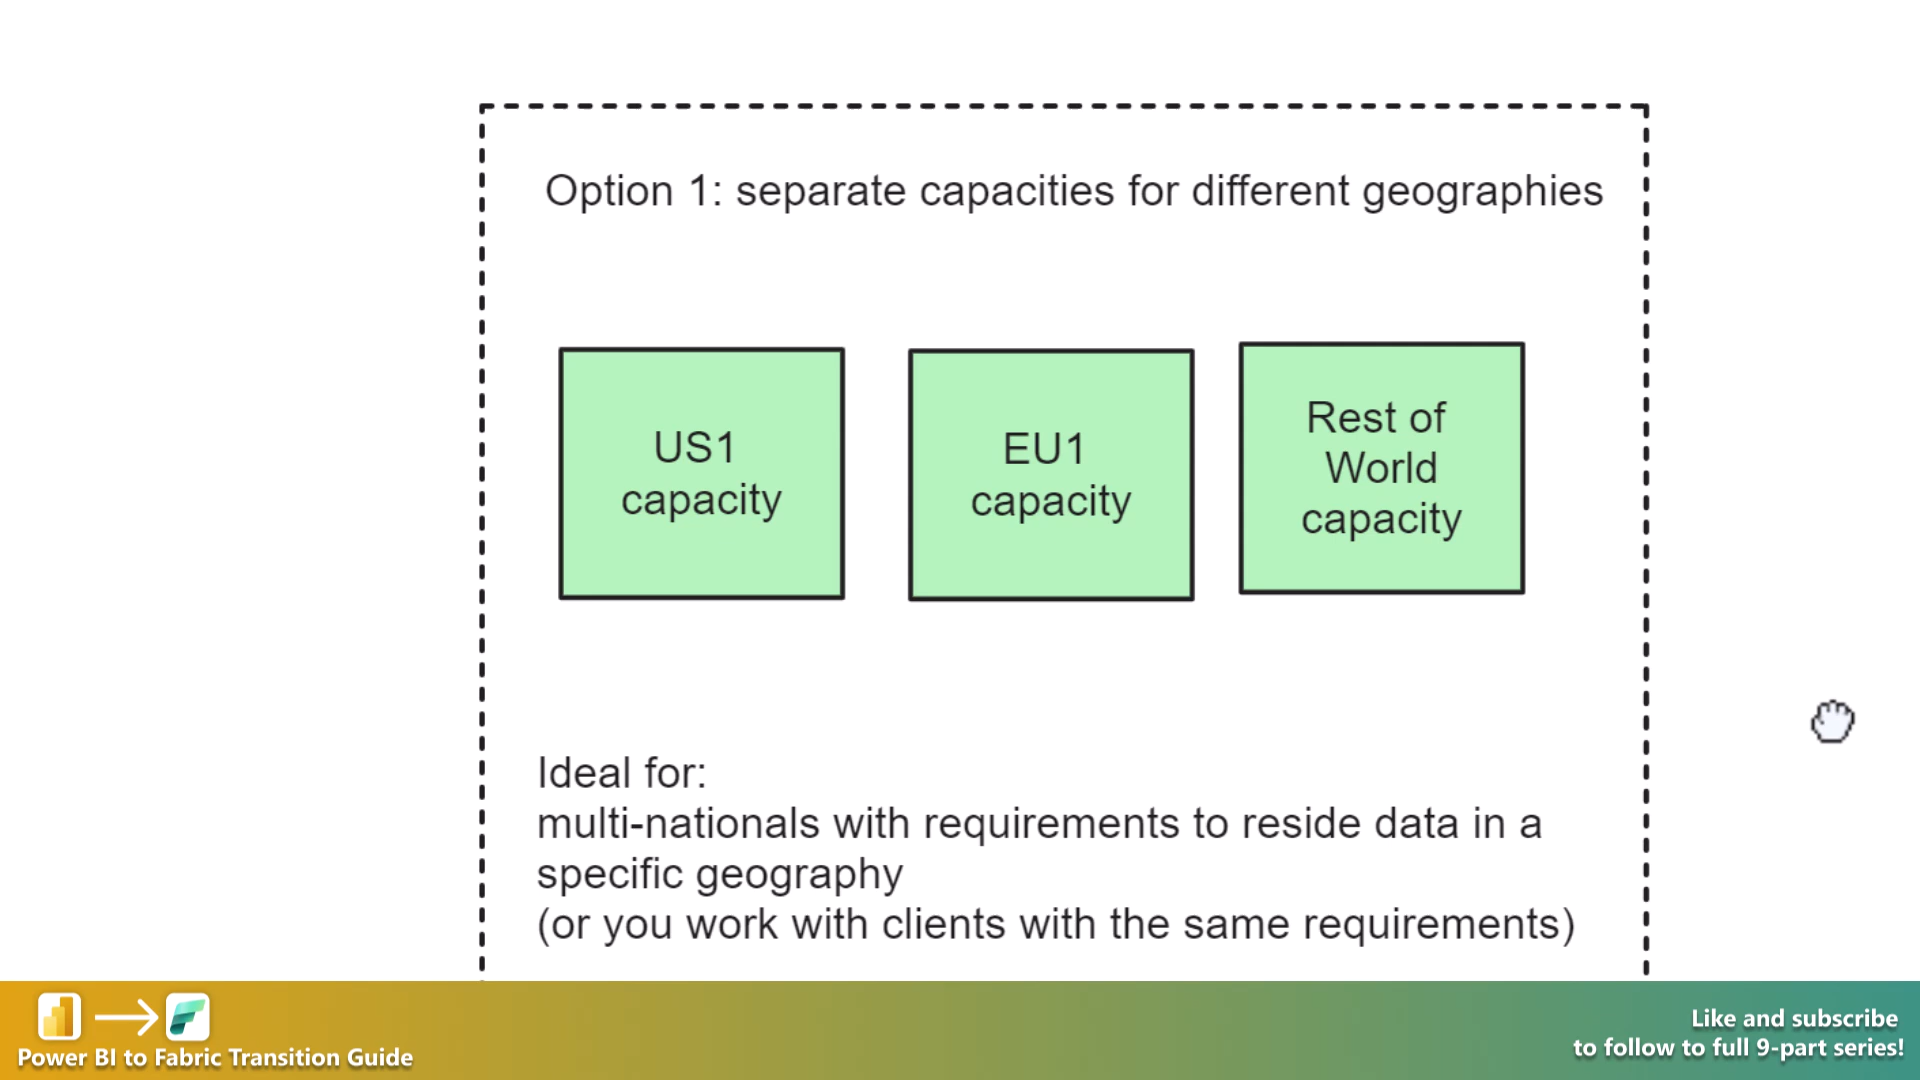 Option 1: separate capacities for different geographies
US1
capacity
EU1
capacity
Rest of
World
capacity
Ideal for:
multi-nationals with requirements to reside data in a
specific geography
(or you work with clients with the same requirements)
Power BI to Fabric Transition Guide
Like and subscribe
to follow to full 9-part series!